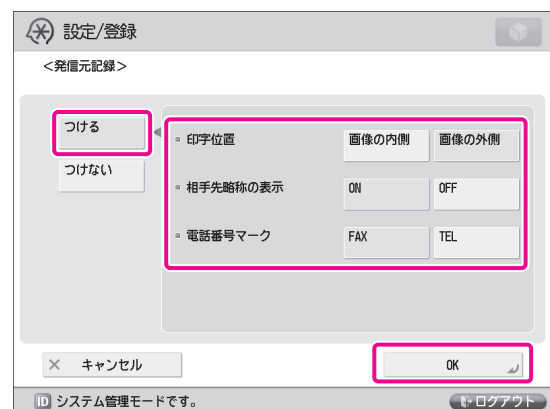 設定/登録
<発信元記録>
つける
つけない
印字位置 画像の内側 画像の外側
相手先略称の表示 ON OFF
電話番号マーク FAX TEL
× キャンセル OK
ID システム管理モードです。 ログアウト